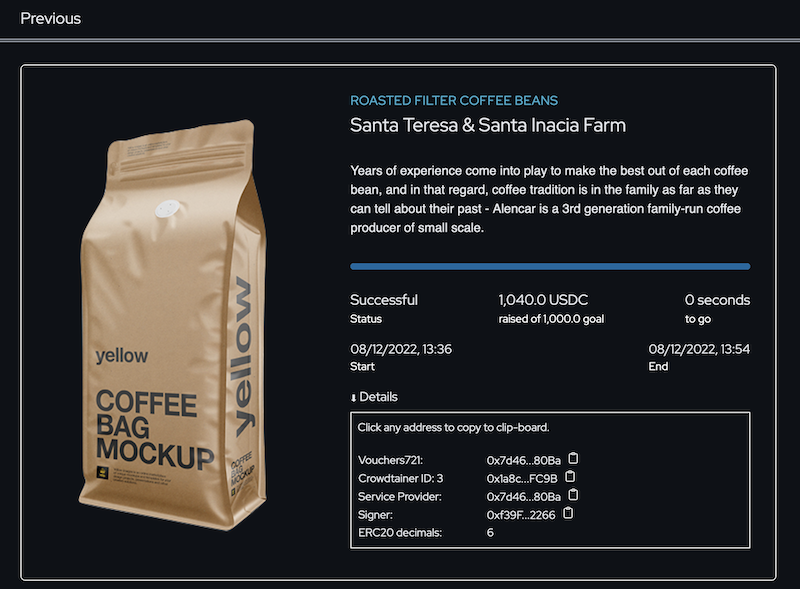 Previous
ROASTED FILTER COFFEE BEANS
Santa Teresa & Santa Inacia Farm
Years of experience come into play to make the best out of each coffee
bean, and in that regard, coffee tradition is in the family as far as they
can tell about their past - Alencar is a 3rd generation family-run coffee
producer of small scale.
Successful
Status
1,040.0 USDC
raised of 1,000.0 goal
0 seconds
to go
08/12/2022, 13:36
Start
08/12/2022, 13:54
End
⬇ Details
Click any address to copy to clip-board.
Vouchers721: 0x7d46...80Ba
Crowdtainer ID: 3 0x1a8c...FC9B
Service Provider: 0x7d46...80Ba
Signer: 0xf39F...2266
ERC20 decimals: 6
yellow
COFFEE
BAG
MOCKUP
yellow
COFFEE
BAG
MOCKUP